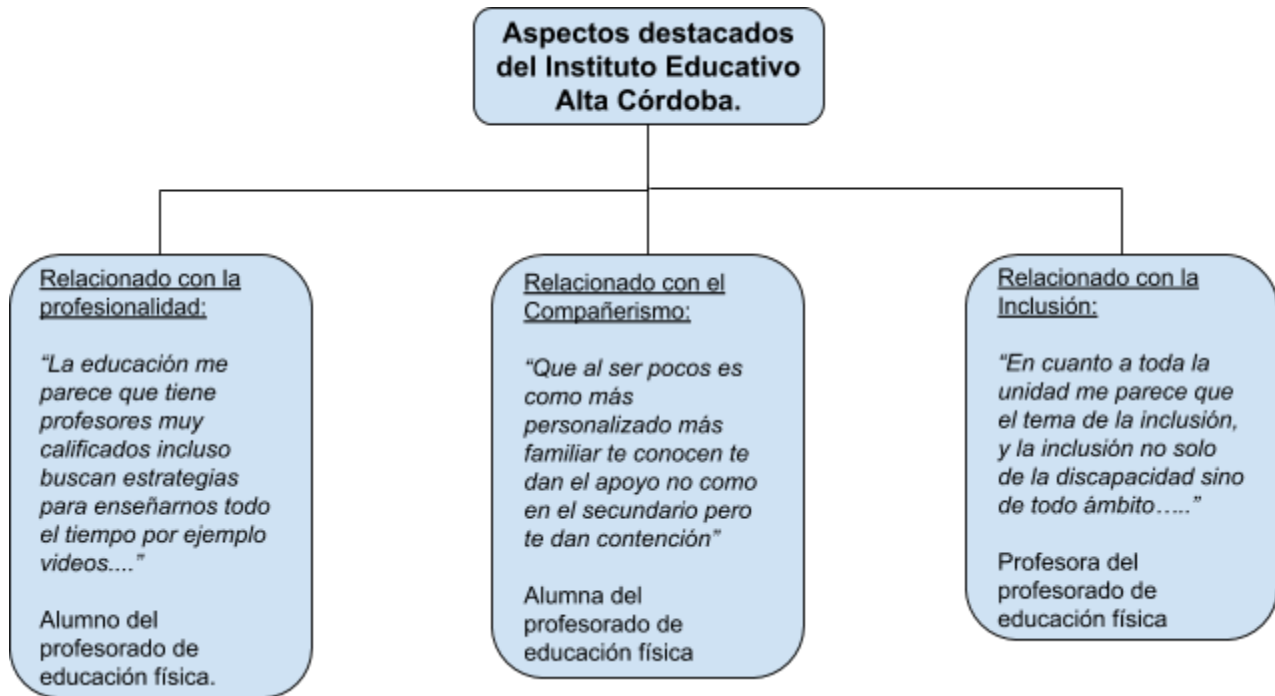 Aspectos destacados
del Instituto Educativo
Alta Córdoba.
Relacionado con la
profesionalidad:
“La educación me
parece que tiene
profesores muy
calificados incluso
buscan estrategias
para enseñarnos todo
el tiempo por ejemplo
videos....”
Alumno del
profesorado de
educación física.
Relacionado con el
Compañerismo:
“Que al ser pocos es
como más
personalizado más
familiar te conocen te
dan el apoyo no como
en el secundario pero
te dan contención”
Alumna del
profesorado de
educación física
Relacionado con la
Inclusión:
“En cuanto a toda la
unidad me parece que
el tema de la inclusión,
y la inclusión no solo
de la discapacidad sino
de todo ámbito…..”
Profesora del
profesorado de
educación física